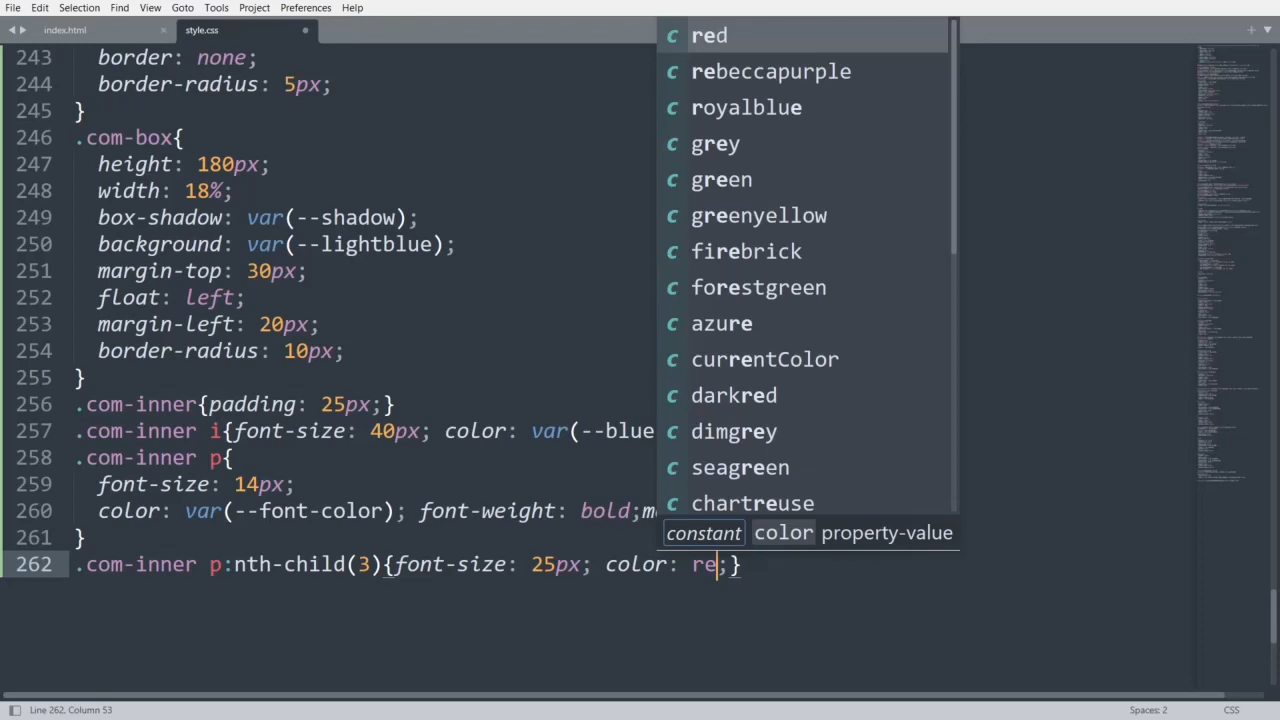 File Edit Selection Find View Goto Tools Project Preferences Help
index.html × style.css
243 border: none;
244 border-radius: 5px;
245 }
246 .com-box{
247 height: 180px;
248 width: 18%;
249 box-shadow: var(--shadow);
250 background: var(--lightblue);
251 margin-top: 30px;
252 float: left;
253 margin-left: 20px;
254 border-radius: 10px;
255 }
256 .com-inner{padding: 25px;}
257 .com-inner i{font-size: 40px; color: var(--blue
258 .com-inner p{
259 font-size: 14px;
260 color: var(--font-color); font-weight: bold;m
261 }
262 .com-inner p:nth-child(3){font-size: 25px; color: re;}
c red
c rebeccapurple
c royalblue
c grey
c green
c greenyellow
c firebrick
c forestgreen
c azure
c currentColor
c darkred
c dimgrey
c seagreen
c chartreuse
constant color property-value
Line 262, Column 53 Spaces: 2 CSS